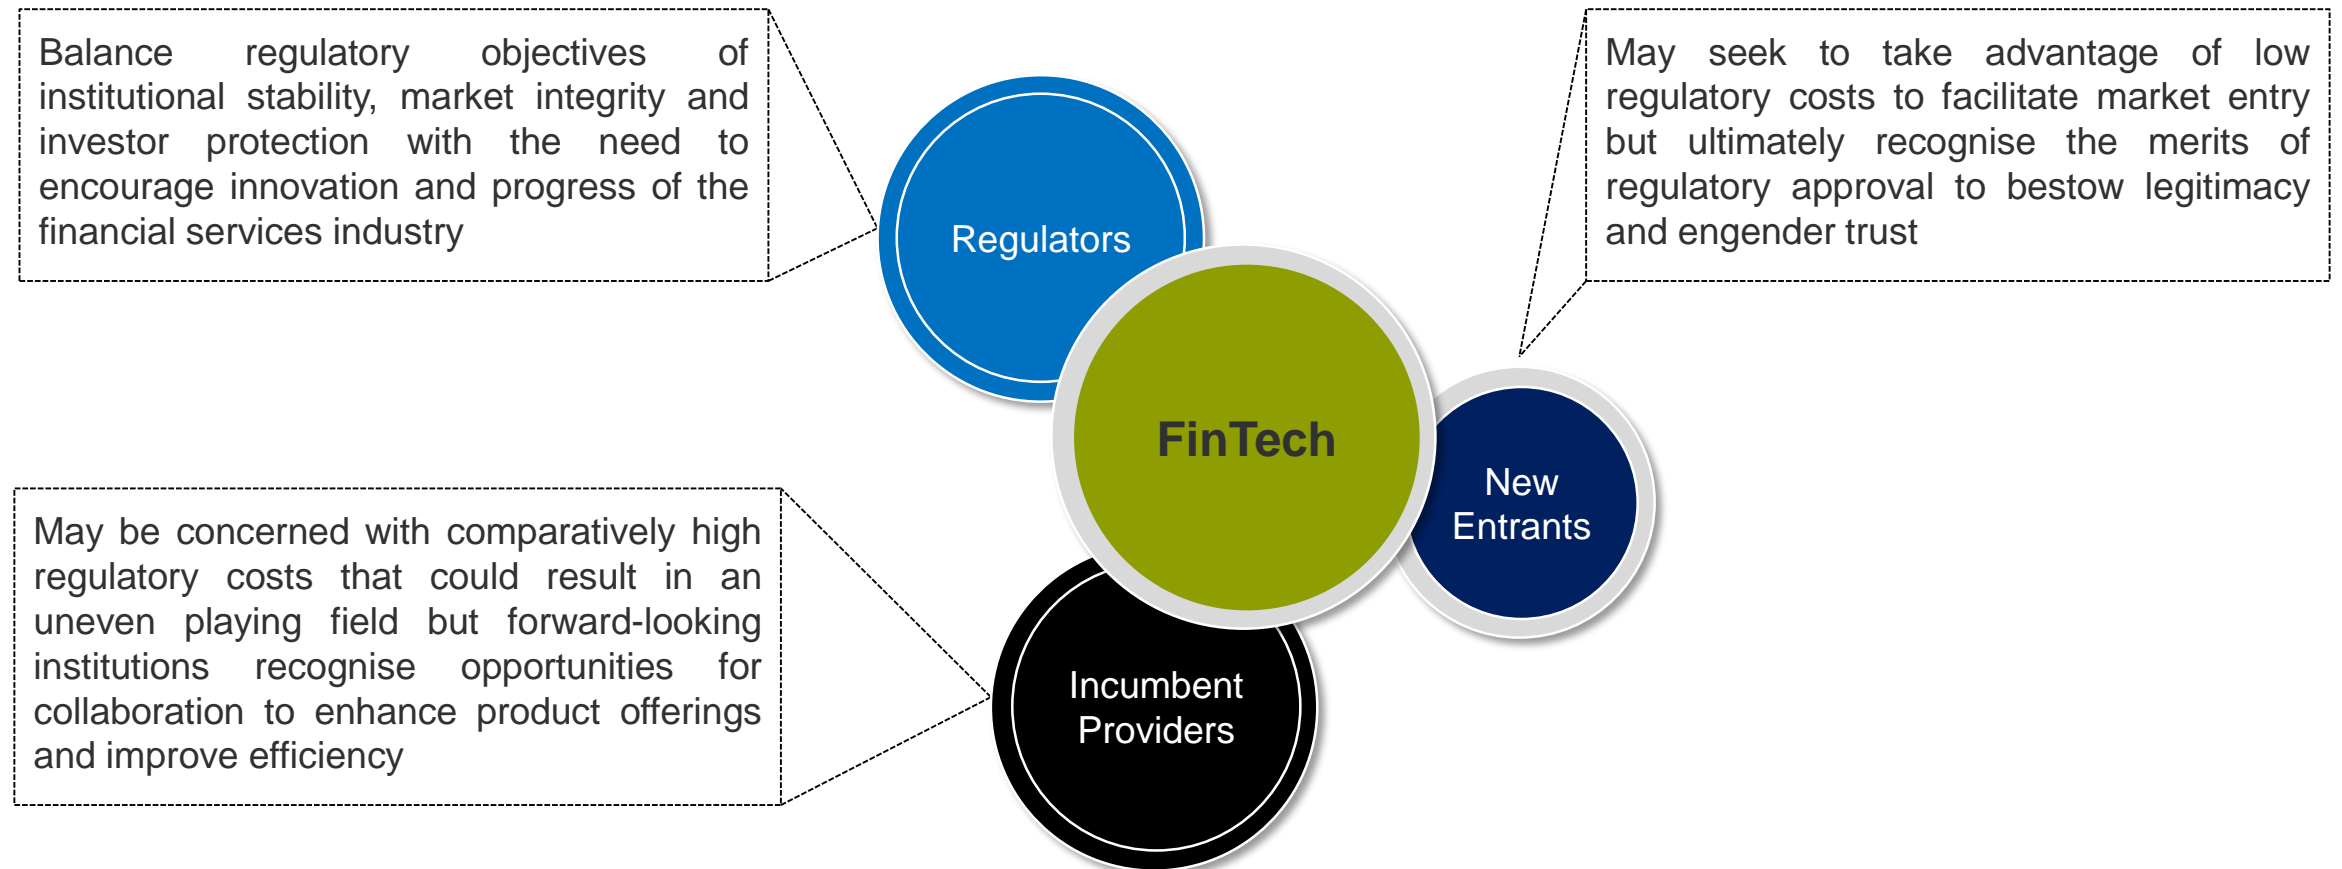 Balance regulatory objectives of
institutional stability, market integrity and
investor protection with the need to
encourage innovation and progress of the
financial services industry
May seek to take advantage of low
regulatory costs to facilitate market entry
but ultimately recognise the merits of
regulatory approval to bestow legitimacy
and engender trust
Regulators
FinTech
New
Entrants
May be concerned with comparatively high
regulatory costs that could result in an
uneven playing field but forward-looking
institutions recognise opportunities for
collaboration to enhance product offerings
and improve efficiency
Incumbent
Providers